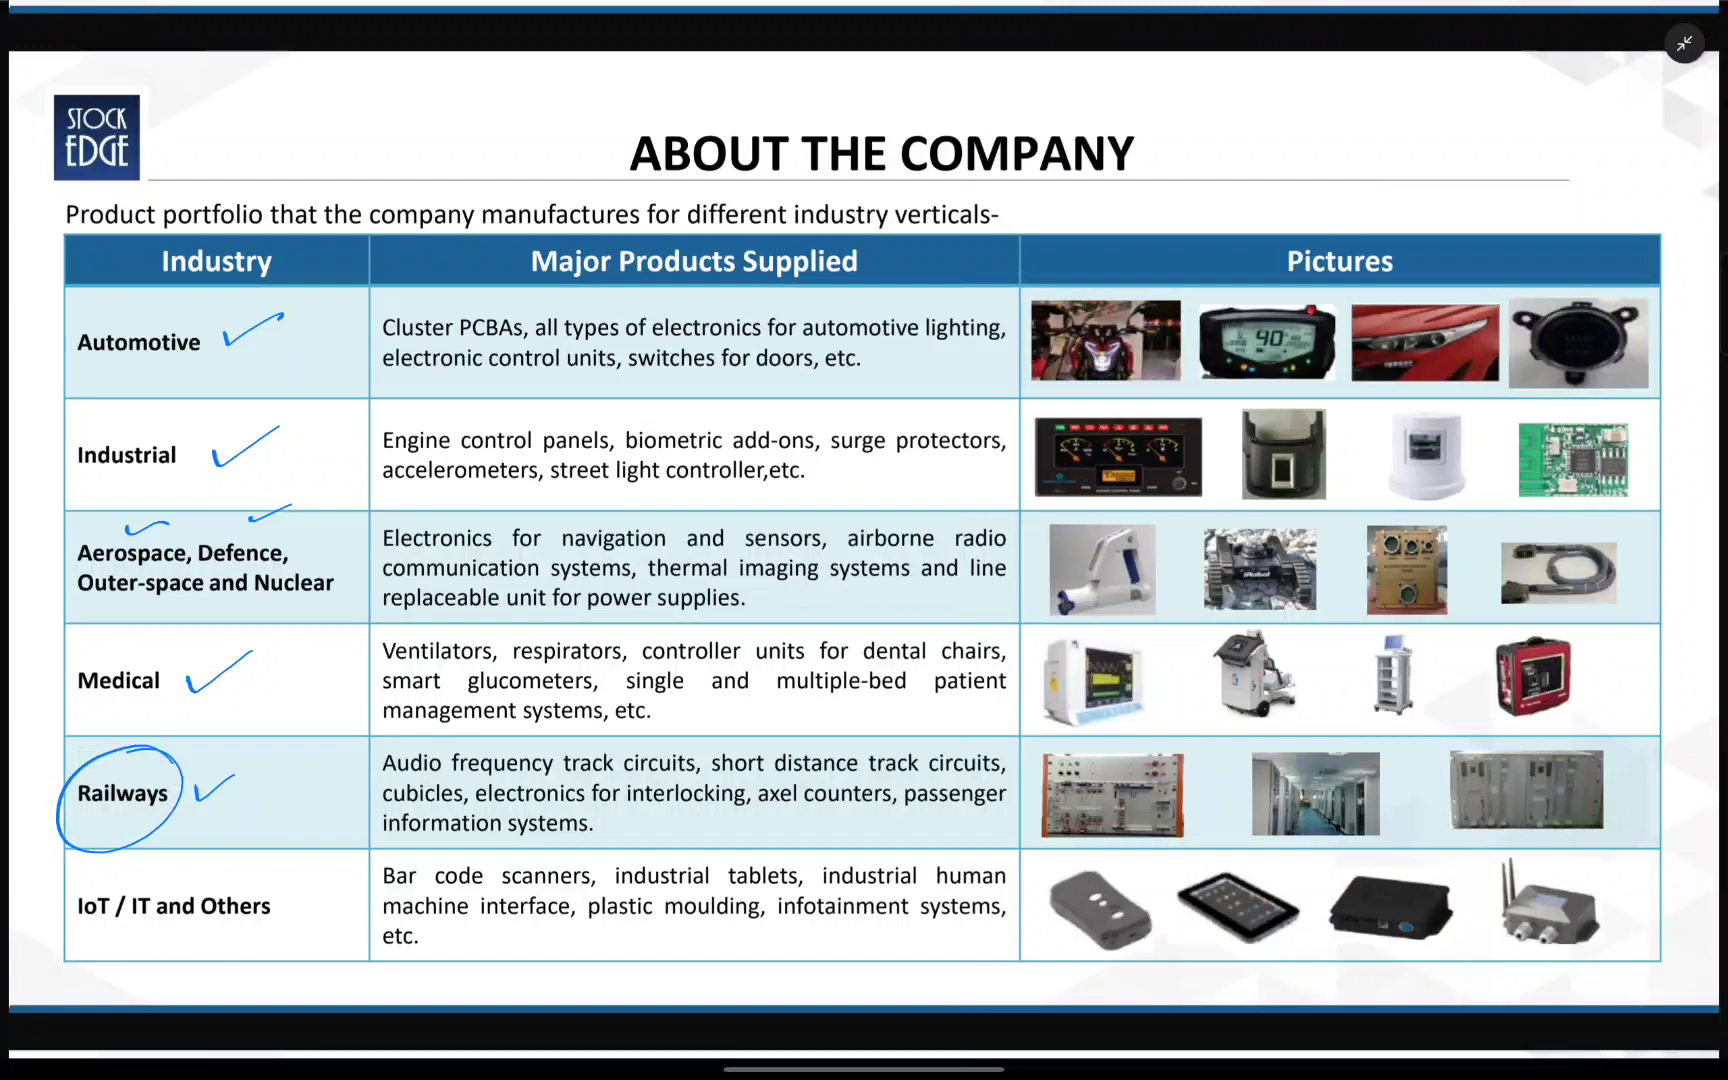 STOCK
EDGE
ABOUT THE COMPANY
Product portfolio that the company manufactures for different industry verticals-
Industry
Major Products Supplied
Pictures
Automotive
Cluster PCBAs, all types of electronics for automotive lighting,
electronic control units, switches for doors, etc.
40
Industrial
Engine control panels, biometric add-ons, surge protectors,
accelerometers, street light controller,etc.
Aerospace, Defence,
Outer-space and Nuclear
Electronics for navigation and sensors, airborne radio
communication systems, thermal imaging systems and line
replaceable unit for power supplies.
iRobot
Medical
Ventilators, respirators, controller units for dental chairs,
smart glucometers, single and multiple-bed patient
management systems, etc.
Railways
Audio frequency track circuits, short distance track circuits,
cubicles, electronics for interlocking, axel counters, passenger
information systems.
IoT / IT and Others
Bar code scanners, industrial tablets, industrial human
machine interface, plastic moulding, infotainment systems,
etc.